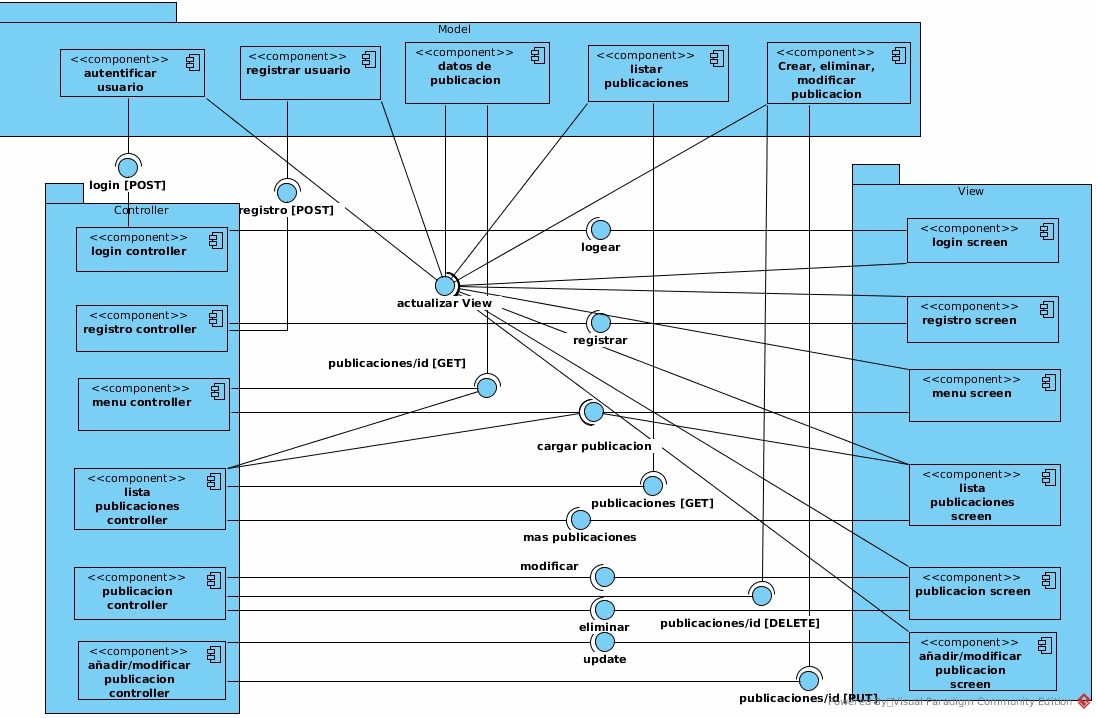 Model
<<component>>
autentificar
usuario
<<component>>
registrar usuario
<<component>>
datos de
publicacion
<<component>>
listar
publicaciones
<<component>>
Crear, eliminar,
modificar
publicacion
login [POST]
registro [POST]
Controller
View
<<component>>
login controller
logear
<<component>>
login screen
actualizar View
<<component>>
registro controller
registrar
<<component>>
registro screen
publicaciones/id [GET]
<<component>>
menu controller
<<component>>
menu screen
cargar publicacion
<<component>>
lista
publicaciones
controller
publicaciones [GET]
mas publicaciones
<<component>>
lista
publicaciones
screen
modificar
<<component>>
publicacion
controller
<<component>>
publicacion screen
eliminar
publicaciones/id [DELETE]
update
<<component>>
añadir/modificar
publicacion
controller
<<component>>
añadir/modificar
publicacion
screen
publicaciones/id [PUT]
Powered By Visual Paradigm Community Edition